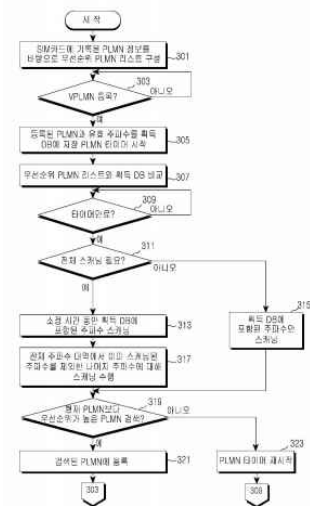 시 작
SIM카드에 기록된 PLMN 정보를
바탕으로 우선순위 PLMN 리스트 구성
301
303
VPLMN 등록?
아니오
예
등록된 PLMN과 유효 주파수를 획득
DB에 저장 PLMN 타이머 시작
305
우선순위 PLMN 리스트와 획득 DB 비교
307
309
타이머만료?
아니오
예
311
전체 스캐닝 필요?
아니오
예
소정 시간 동안 획득 DB에
포함된 주파수 스캐닝
313
획득 DB에
포함된 주파수만
스캐닝
315
전체 주파수 대역에서 이미 스캐닝된
주파수를 제외한 나머지 주파수에 대해
스캐닝 수행
317
319
현재 PLMN보다
우선순위가 높은 PLMN 검색?
아니오
예
검색된 PLMN에 등록
321
PLMN 타이머 재시작
323
303
309